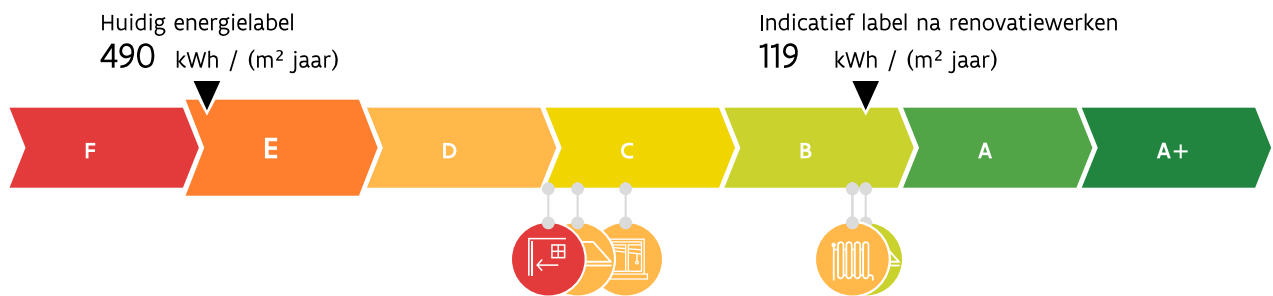 Huidig energielabel
490 kWh / (m² jaar)
Indicatief label na renovatiewerken
119 kWh / (m² jaar)
F E D C B A A+